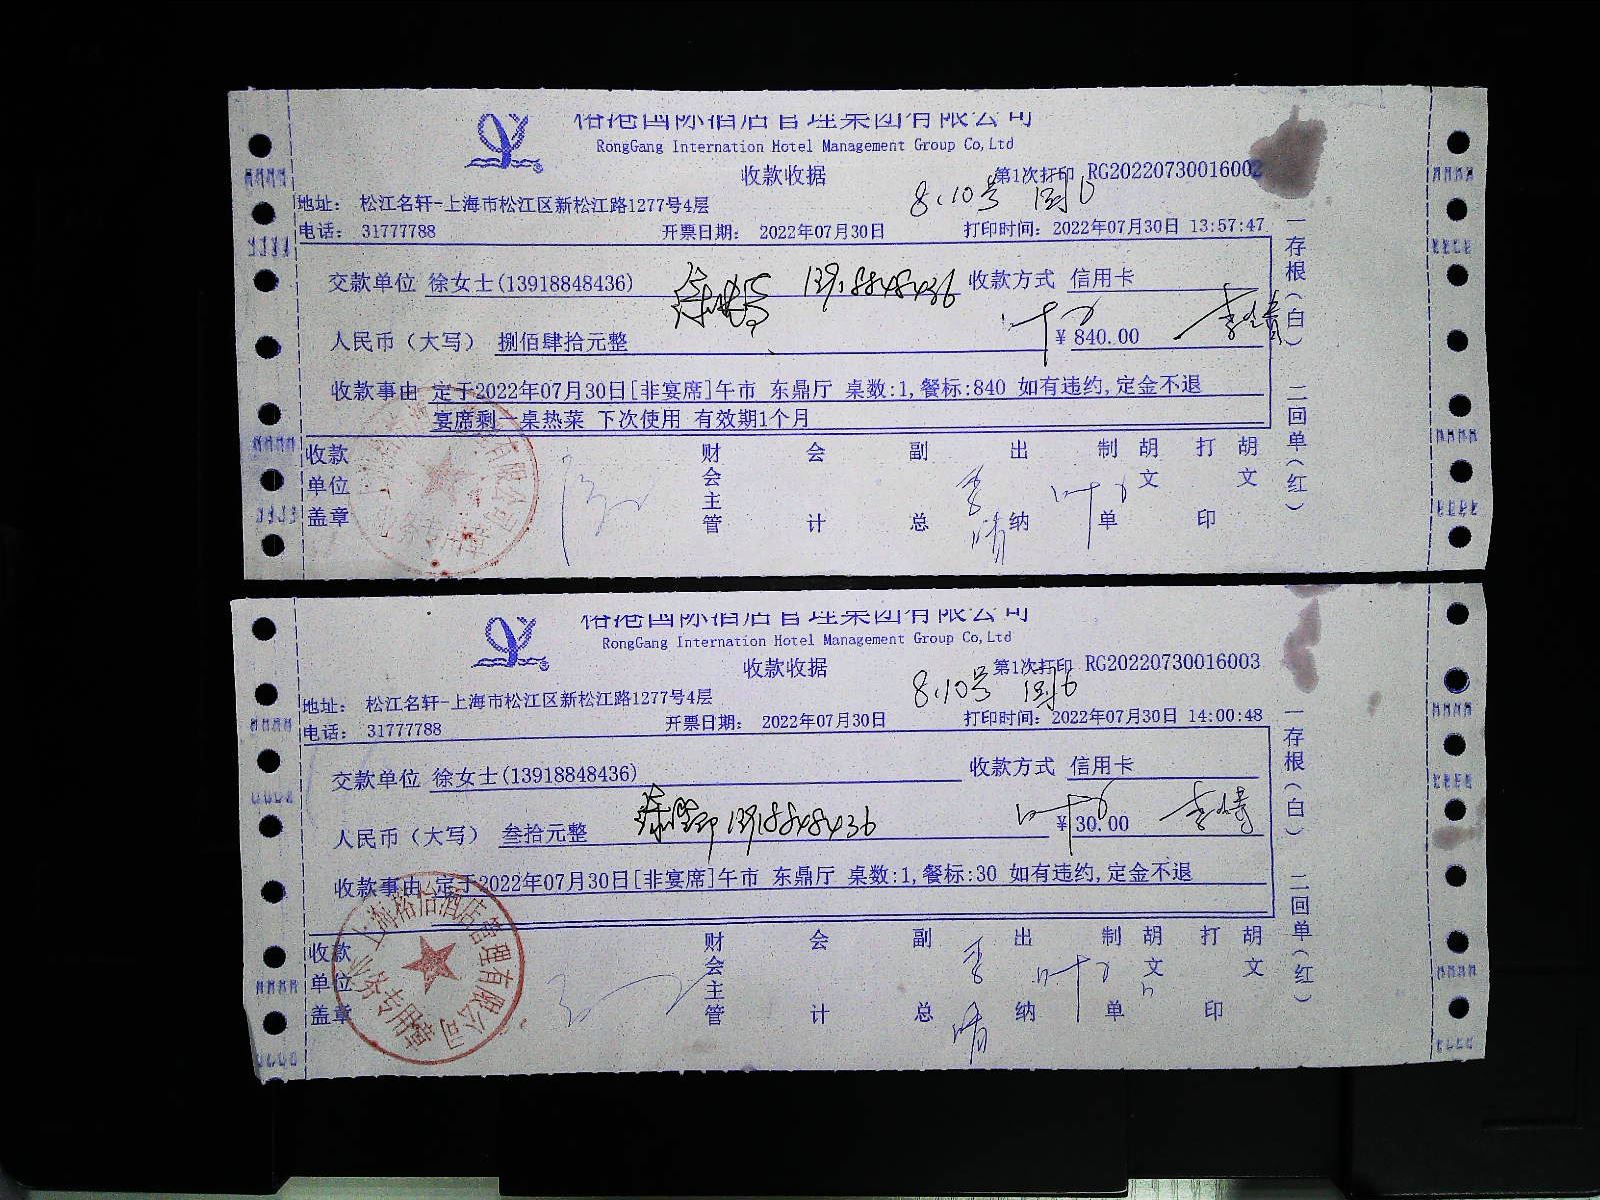 裕港国际酒店管理集团有限公司
RongGang Internation Hotel Management Group Co,Ltd
收款收据
第1次打印 RG20220730016002
8.10号
地址： 松江名轩-上海市松江区新松江路1277号4层
电话： 31777788 开票日期： 2022年07月30日 打印时间：2022年07月30日 13:57:47
交款单位 徐女士(13918848436) 13918848436 收款方式 信用卡
人民币（大写） 捌佰肆拾元整 ¥ 840.00
收款事由 定于2022年07月30日[非宴席]午市 东鼎厅 桌数:1,餐标:840 如有违约,定金不退
宴席剩一桌热菜 下次使用 有效期1个月
收款单位盖章 财会主管 会计 副总 出纳 制单 胡文 打印 胡文
一存根（白） 二回单（红）
裕港国际酒店管理集团有限公司
RongGang Internation Hotel Management Group Co,Ltd
收款收据
第1次打印 RG20220730016003
8.10号
地址： 松江名轩-上海市松江区新松江路1277号4层
电话： 31777788 开票日期： 2022年07月30日 打印时间：2022年07月30日 14:00:48
交款单位 徐女士(13918848436) 收款方式 信用卡
人民币（大写） 叁拾元整 13918848436 ¥ 30.00
收款事由 定于2022年07月30日[非宴席]午市 东鼎厅 桌数:1,餐标:30 如有违约,定金不退
收款单位盖章 财会主管 会计 副总 出纳 制单 胡文 打印 胡文
一存根（白） 二回单（红）
业务专用章